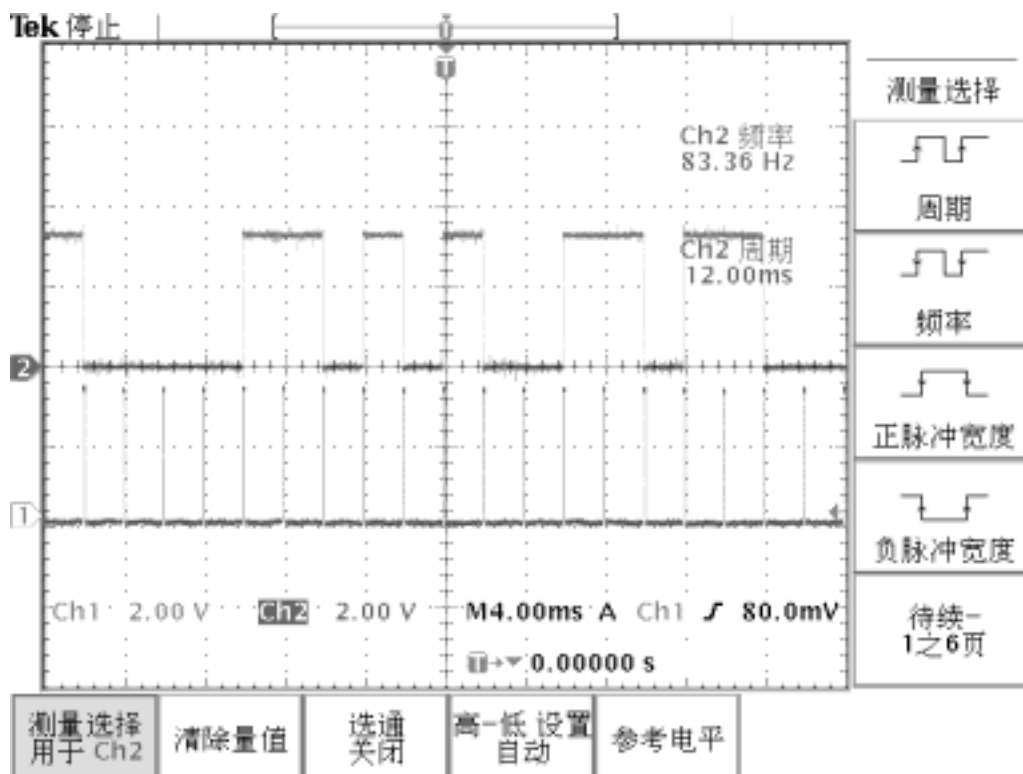 Tek 停止
T
测量选择
Ch2 频率
83.36 Hz
周期
Ch2 周期
12.00ms
频率
2
正脉冲宽度
1
负脉冲宽度
Ch1 2.00 V Ch2 2.00 V M4.00ms A Ch1 80.0mV
T 0.00000 s
待续-
1之6页
测量选择
用于 Ch2
清除量值
选通
关闭
高-低 设置
自动
参考电平